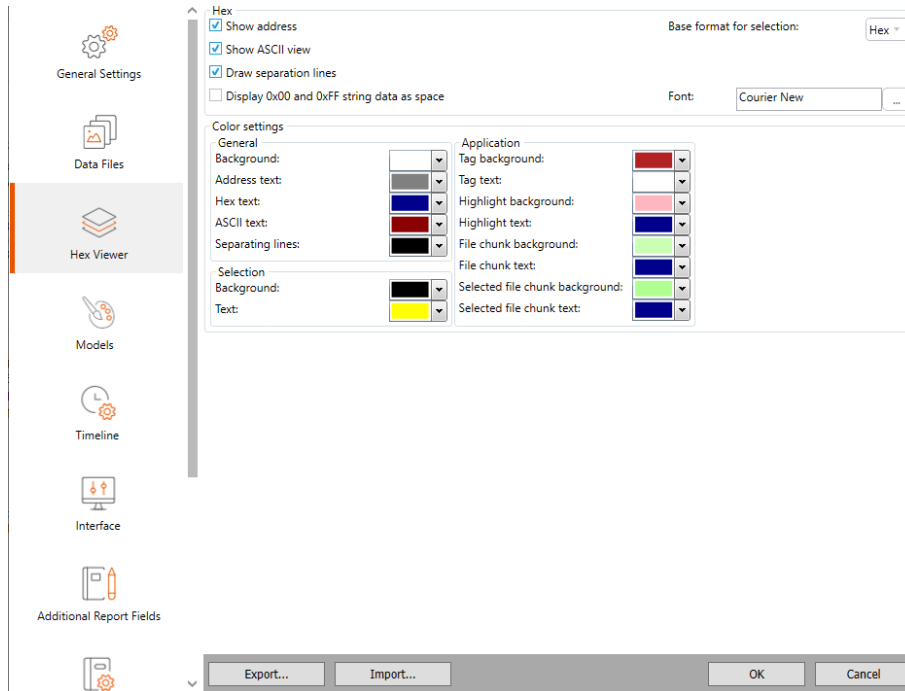 General Settings
Data Files
Hex Viewer
Models
Timeline
Interface
Additional Report Fields
Hex
Show address
Base format for selection:
Hex
Show ASCII view
Draw separation lines
Display 0x00 and 0xFF string data as space
Font:
Courier New
...
Color settings
General
Background:
Address text:
Hex text:
ASCII text:
Separating lines:
Selection
Background:
Text:
Application
Tag background:
Tag text:
Highlight background:
Highlight text:
File chunk background:
File chunk text:
Selected file chunk background:
Selected file chunk text:
Export...
Import...
OK
Cancel